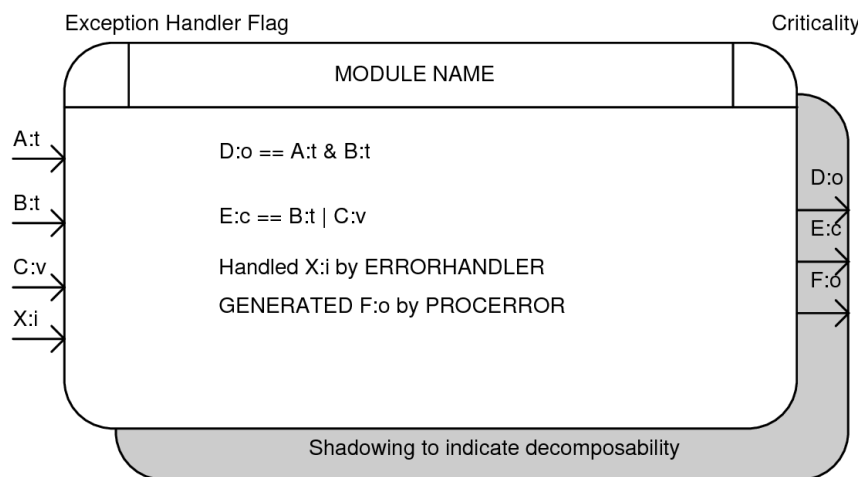 Exception Handler Flag
Criticality
MODULE NAME
A:t
D:o == A:t & B:t
D:o
B:t
E:c == B:t | C:v
E:c
C:v
Handled X:i by ERRORHANDLER
F:o
X:i
GENERATED F:o by PROCERROR
Shadowing to indicate decomposability